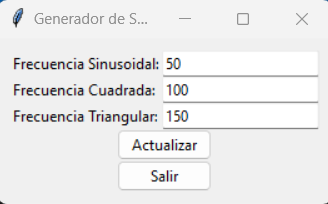 Generador de S...
Frecuencia Sinusoidal: 50
Frecuencia Cuadrada: 100
Frecuencia Triangular: 150
Actualizar
Salir